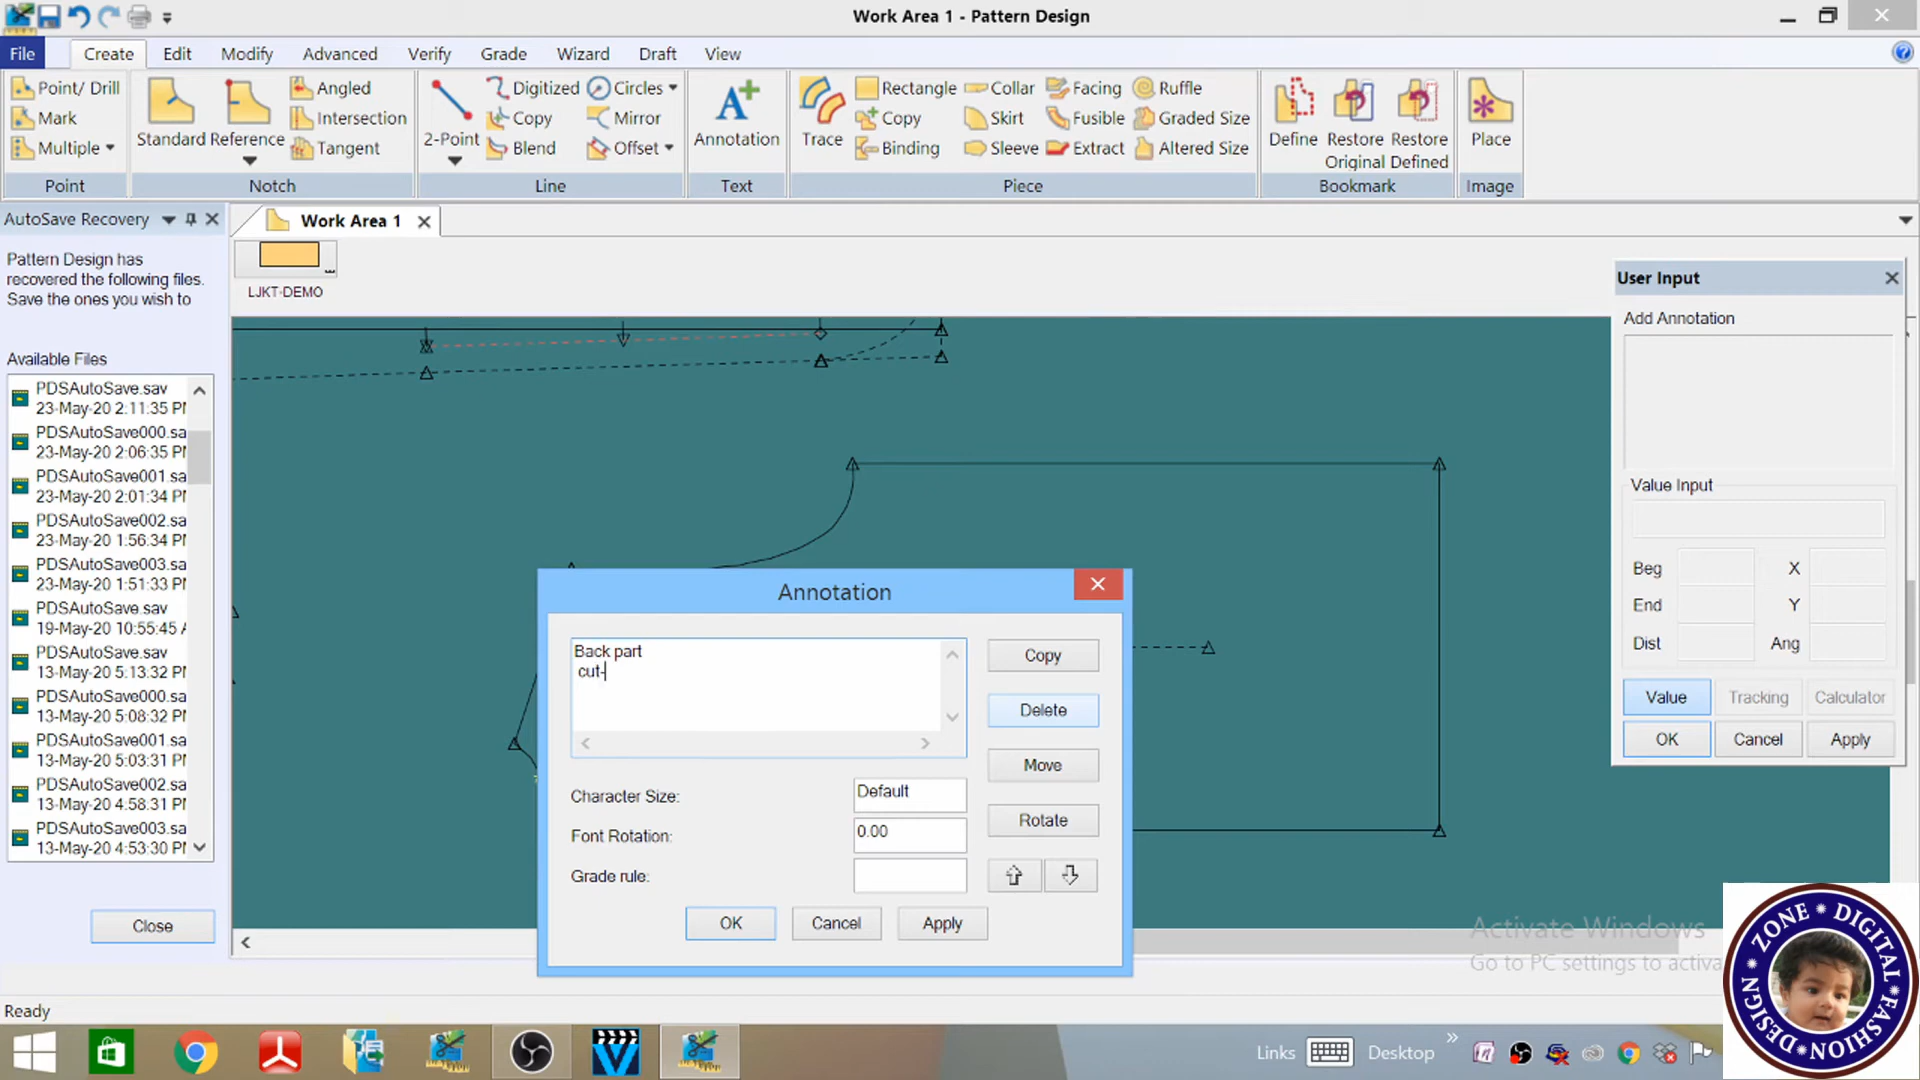 Work Area 1 - Pattern Design
File Create Edit Modify Advanced Verify Grade Wizard Draft View
Point/ Drill
Mark
Multiple
Point
Standard
Reference
Angled
Intersection
Tangent
Notch
2-Point
Digitized
Copy
Blend
Circles
Mirror
Offset
Line
Annotation
Text
Trace
Rectangle
Copy
Binding
Collar
Skirt
Sleeve
Facing
Fusible
Extract
Ruffle
Graded Size
Altered Size
Piece
Define
Restore Original
Restore Defined
Bookmark
Place
Image
AutoSave Recovery
Pattern Design has
recovered the following files.
Save the ones you wish to
Available Files
PDSAutoSave.sav
23-May-20 2:11:35 PM
PDSAutoSave000.sa
23-May-20 2:06:35 PM
PDSAutoSave001.sa
23-May-20 2:01:34 PM
PDSAutoSave002.sa
23-May-20 1:56:34 PM
PDSAutoSave003.sa
23-May-20 1:51:33 PM
PDSAutoSave.sav
19-May-20 10:55:45 A
PDSAutoSave.sav
13-May-20 5:13:32 PM
PDSAutoSave000.sa
13-May-20 5:08:32 PM
PDSAutoSave001.sa
13-May-20 5:03:31 PM
PDSAutoSave002.sa
13-May-20 4:58:31 PM
PDSAutoSave003.sa
13-May-20 4:53:30 PM
Close
Work Area 1
LJKT-DEMO
Annotation
Back part
cut-
Copy
Delete
Move
Rotate
Character Size: Default
Font Rotation: 0.00
Grade rule:
OK Cancel Apply
User Input
Add Annotation
Value Input
Beg X
End Y
Dist Ang
Value Tracking Calculator
OK Cancel Apply
Activate Windows
Go to PC settings to activa
Ready
Links Desktop
ZONE * DIGITAL * FASHION * DESIGN *